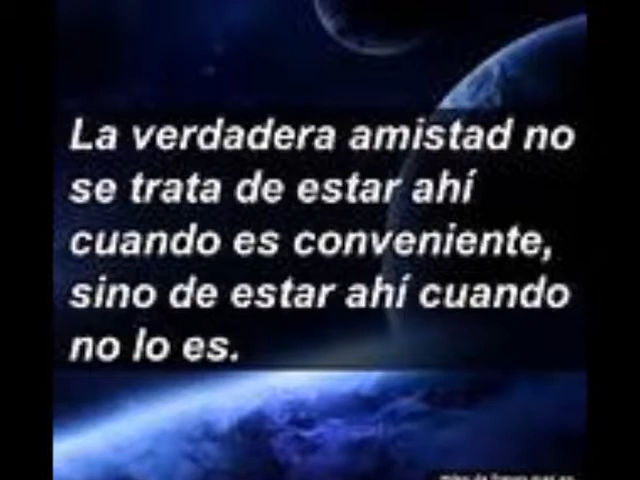 La verdadera amistad no
se trata de estar ahí
cuando es conveniente,
sino de estar ahí cuando
no lo es.